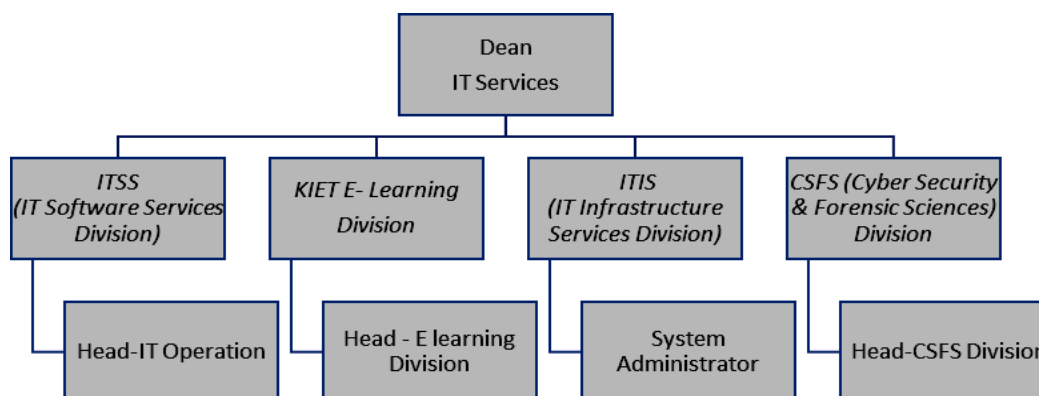 Dean
IT Services
ITSS
(IT Software Services
Division)
KIET E- Learning
Division
ITIS
(IT Infrastructure
Services Division)
CSFS (Cyber Security
& Forensic Sciences)
Division
Head-IT Operation
Head - E learning
Division
System
Administrator
Head-CSFS Division